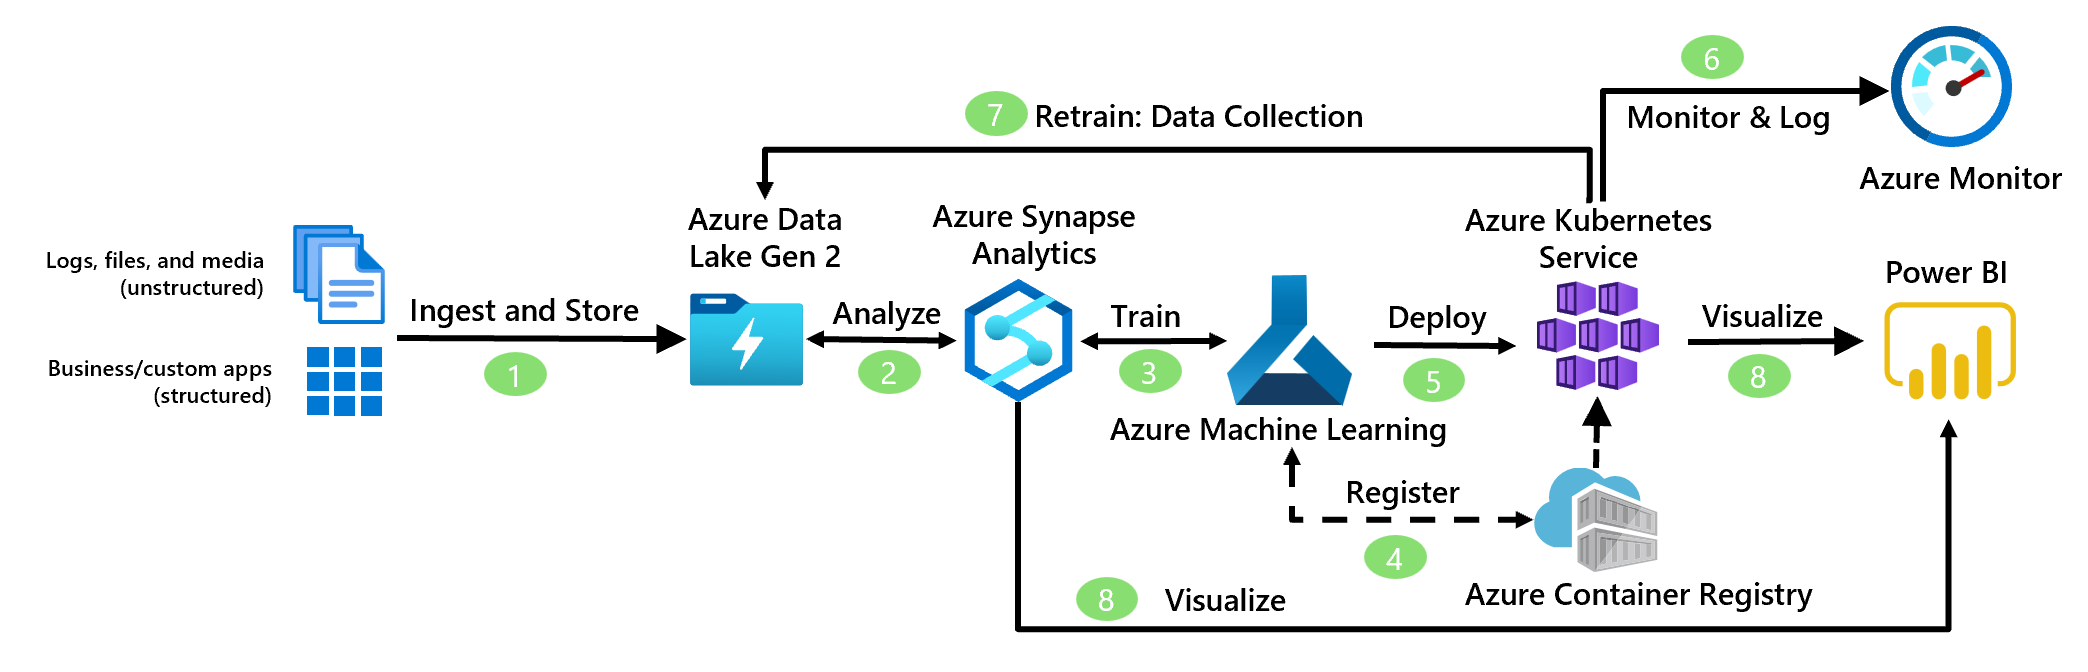 6
Monitor & Log
Azure Monitor
7 Retrain: Data Collection
Logs, files, and media
(unstructured)
Business/custom apps
(structured)
Ingest and Store
1
Azure Data
Lake Gen 2
Analyze
2
Azure Synapse
Analytics
Train
3
Azure Machine Learning
Deploy
5
Azure Kubernetes
Service
Visualize
8
Power BI
Register
4
Azure Container Registry
8 Visualize